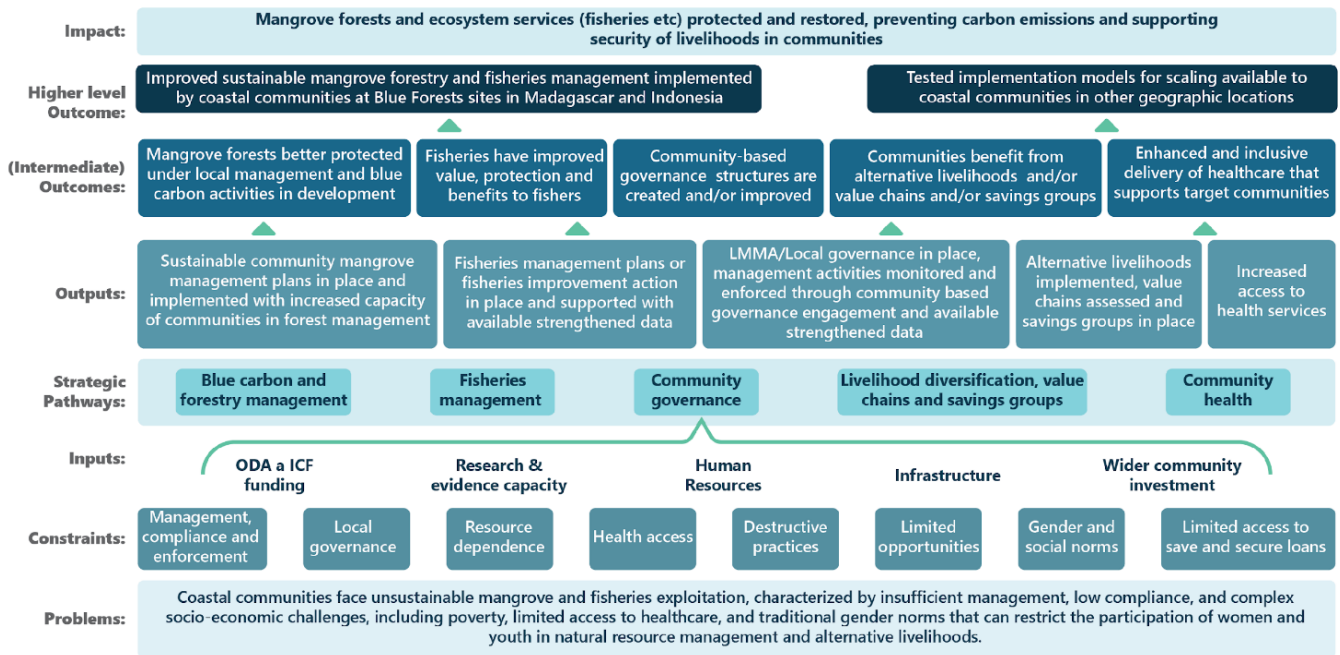 Impact:
Mangrove forests and ecosystem services (fisheries etc) protected and restored, preventing carbon emissions and supporting
security of livelihoods in communities
Higher level
Outcome:
Improved sustainable mangrove forestry and fisheries management implemented
by coastal communities at Blue Forests sites in Madagascar and Indonesia
Tested implementation models for scaling available to
coastal communities in other geographic locations
(Intermediate)
Outcomes:
Mangrove forests better protected
under local management and blue
carbon activities in development
Fisheries have improved
value, protection and
benefits to fishers
Community-based
governance structures are
created and/or improved
Communities benefit from
alternative livelihoods and/or
value chains and/or savings groups
Enhanced and inclusive
delivery of healthcare that
supports target communities
Outputs:
Sustainable community mangrove
management plans in place and
implemented with increased capacity
of communities in forest management
Fisheries management plans or
fisheries improvement action
in place and supported with
available strengthened data
LMMA/Local governance in place,
management activities monitored and
enforced through community based
governance engagement and available
strengthened data
Alternative livelihoods
implemented, value
chains assessed and
savings groups in place
Increased
access to
health services
Strategic
Pathways:
Blue carbon and
forestry management
Fisheries
management
Community
governance
Livelihood diversification, value
chains and savings groups
Community
health
Inputs:
ODA a ICF
funding
Research &
evidence capacity
Human
Resources
Infrastructure
Wider community
investment
Constraints:
Management,
compliance and
enforcement
Local
governance
Resource
dependence
Health access
Destructive
practices
Limited
opportunities
Gender and
social norms
Limited access to
save and secure loans
Problems:
Coastal communities face unsustainable mangrove and fisheries exploitation, characterized by insufficient management, low compliance, and complex
socio-economic challenges, including poverty, limited access to healthcare, and traditional gender norms that can restrict the participation of women and
youth in natural resource management and alternative livelihoods.